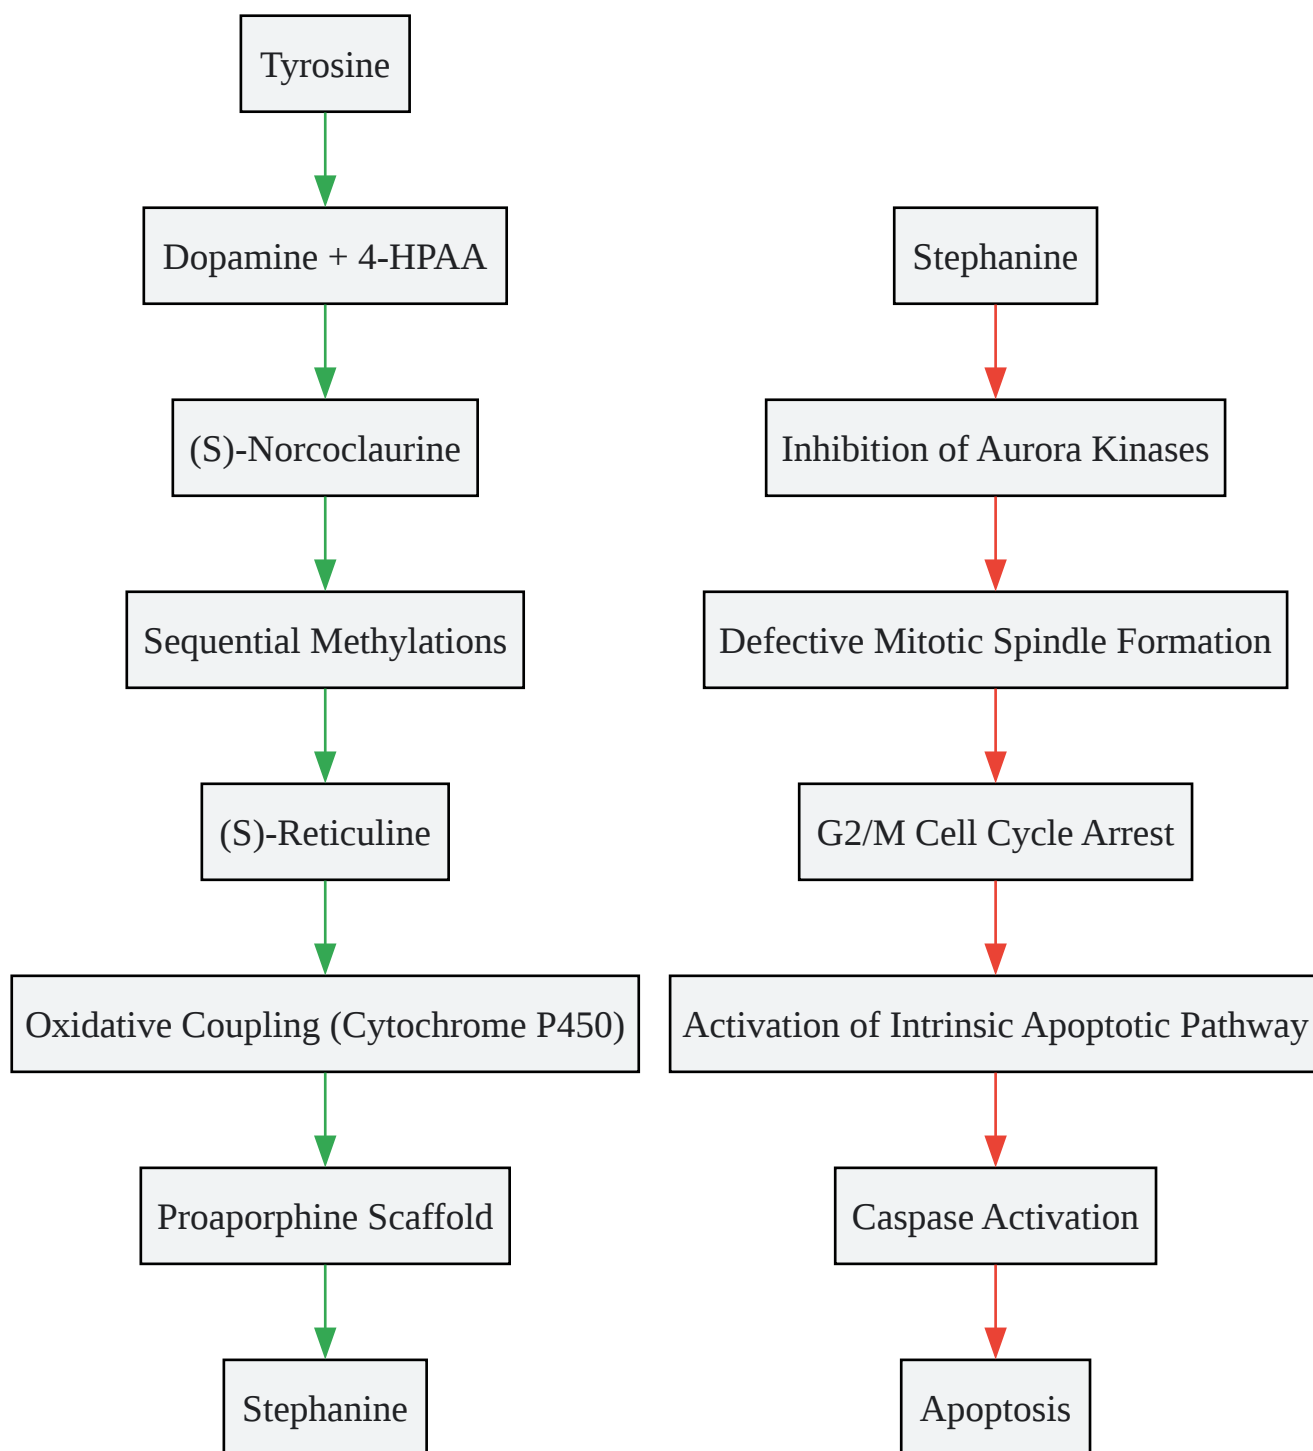 Tyrosine
Dopamine + 4-HPAA
(S)-Norcoclaurine
Sequential Methylations
(S)-Reticuline
Oxidative Coupling (Cytochrome P450)
Proaporphine Scaffold
Stephanine
Stephanine
Inhibition of Aurora Kinases
Defective Mitotic Spindle Formation
G2/M Cell Cycle Arrest
Activation of Intrinsic Apoptotic Pathway
Caspase Activation
Apoptosis